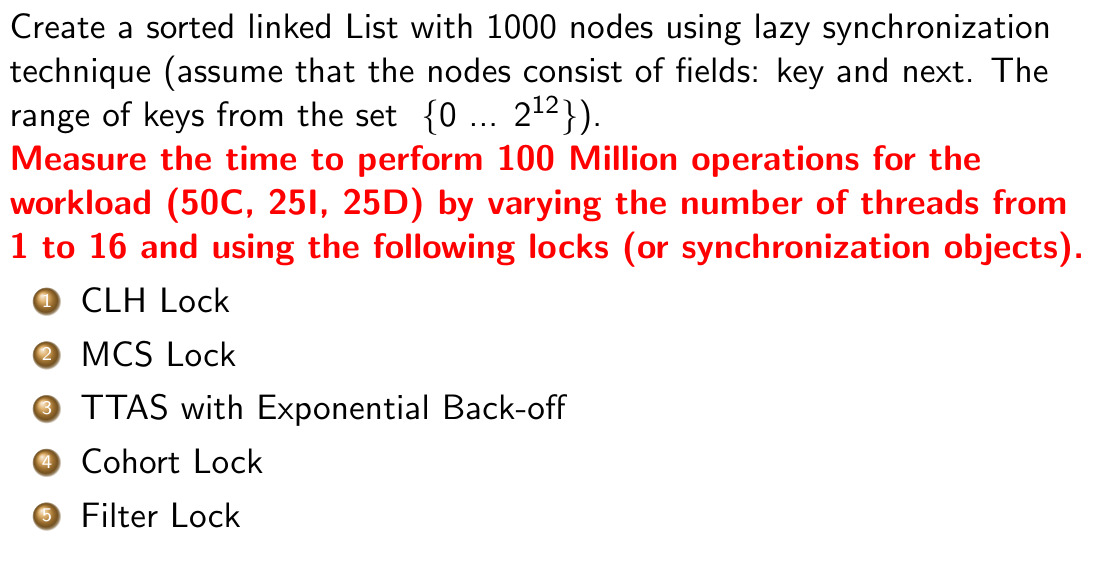 Create a sorted linked List with 1000 nodes using lazy synchronization
technique (assume that the nodes consist of fields: key and next. The
range of keys from the set {0 ... 2^12}).
Measure the time to perform 100 Million operations for the
workload (50C, 25I, 25D) by varying the number of threads from
1 to 16 and using the following locks (or synchronization objects).
1 CLH Lock
2 MCS Lock
3 TTAS with Exponential Back-off
4 Cohort Lock
5 Filter Lock